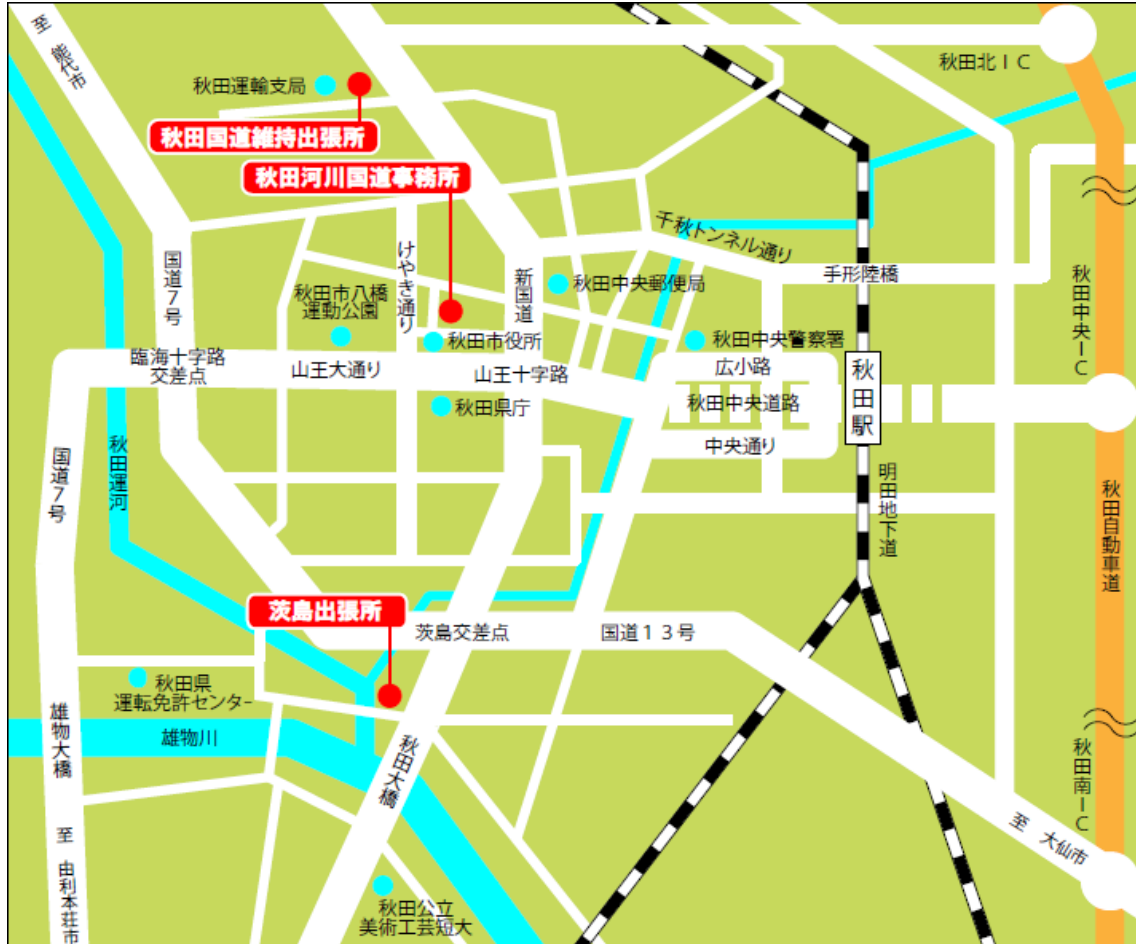 至 能代市
秋田北ＩＣ
秋田運輸支局
秋田国道維持出張所
秋田河川国道事務所
千秋トンネル通り
国道７号
けやき通り
新国道
秋田中央郵便局
手形陸橋
秋田中央ＩＣ
秋田市八橋
運動公園
秋田市役所
秋田中央警察署
臨海十字路
交差点
山王大通り
山王十字路
広小路
秋田駅
秋田県庁
秋田中央道路
中央通り
国道７号
秋田運河
明田地下道
秋田自動車道
茨島出張所
茨島交差点
国道１３号
秋田県
運転免許センター
雄物大橋
雄物川
秋田大橋
秋田南ＩＣ
至 大仙市
至 由利本荘市
秋田公立
美術工芸短大